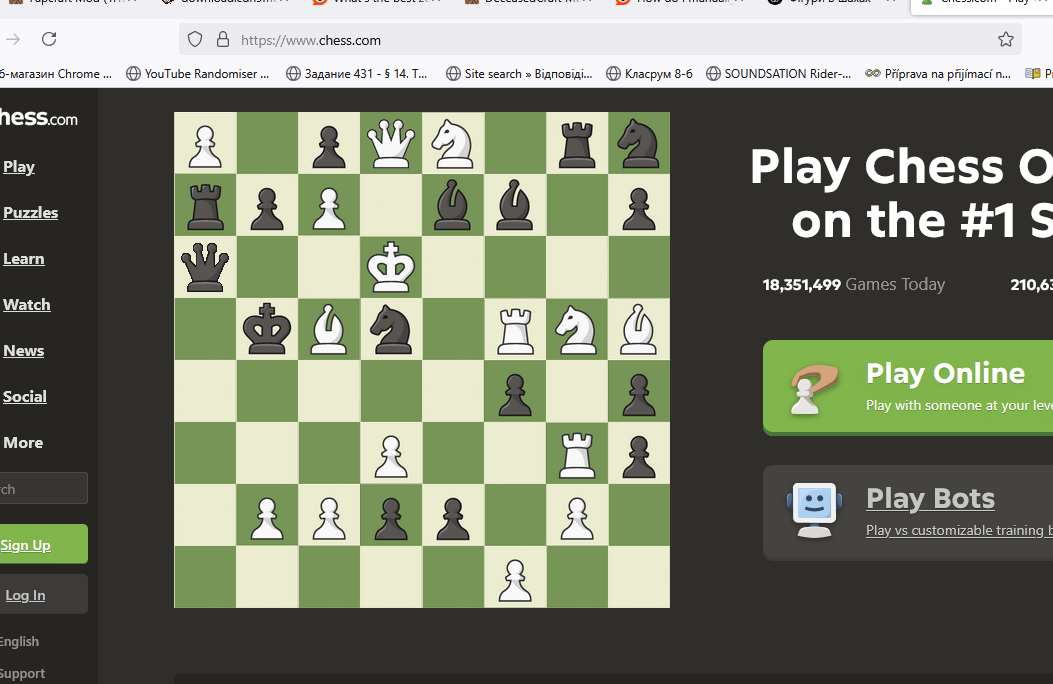 https://www.chess.com
YouTube Randomiser ...
Задание 431 - § 14. Т...
Site search » Відповіді...
Класрум 8-б
SOUNDSATION Rider-...
Příprava na přijímací n...
б-магазин Chrome ...
hess.com
Play
Puzzles
Learn
Watch
News
Social
More
rch
Sign Up
Log In
English
Support
Play Chess O
on the #1 S
18,351,499 Games Today
210,63
Play Online
Play with someone at your leve
Play Bots
Play vs customizable training b